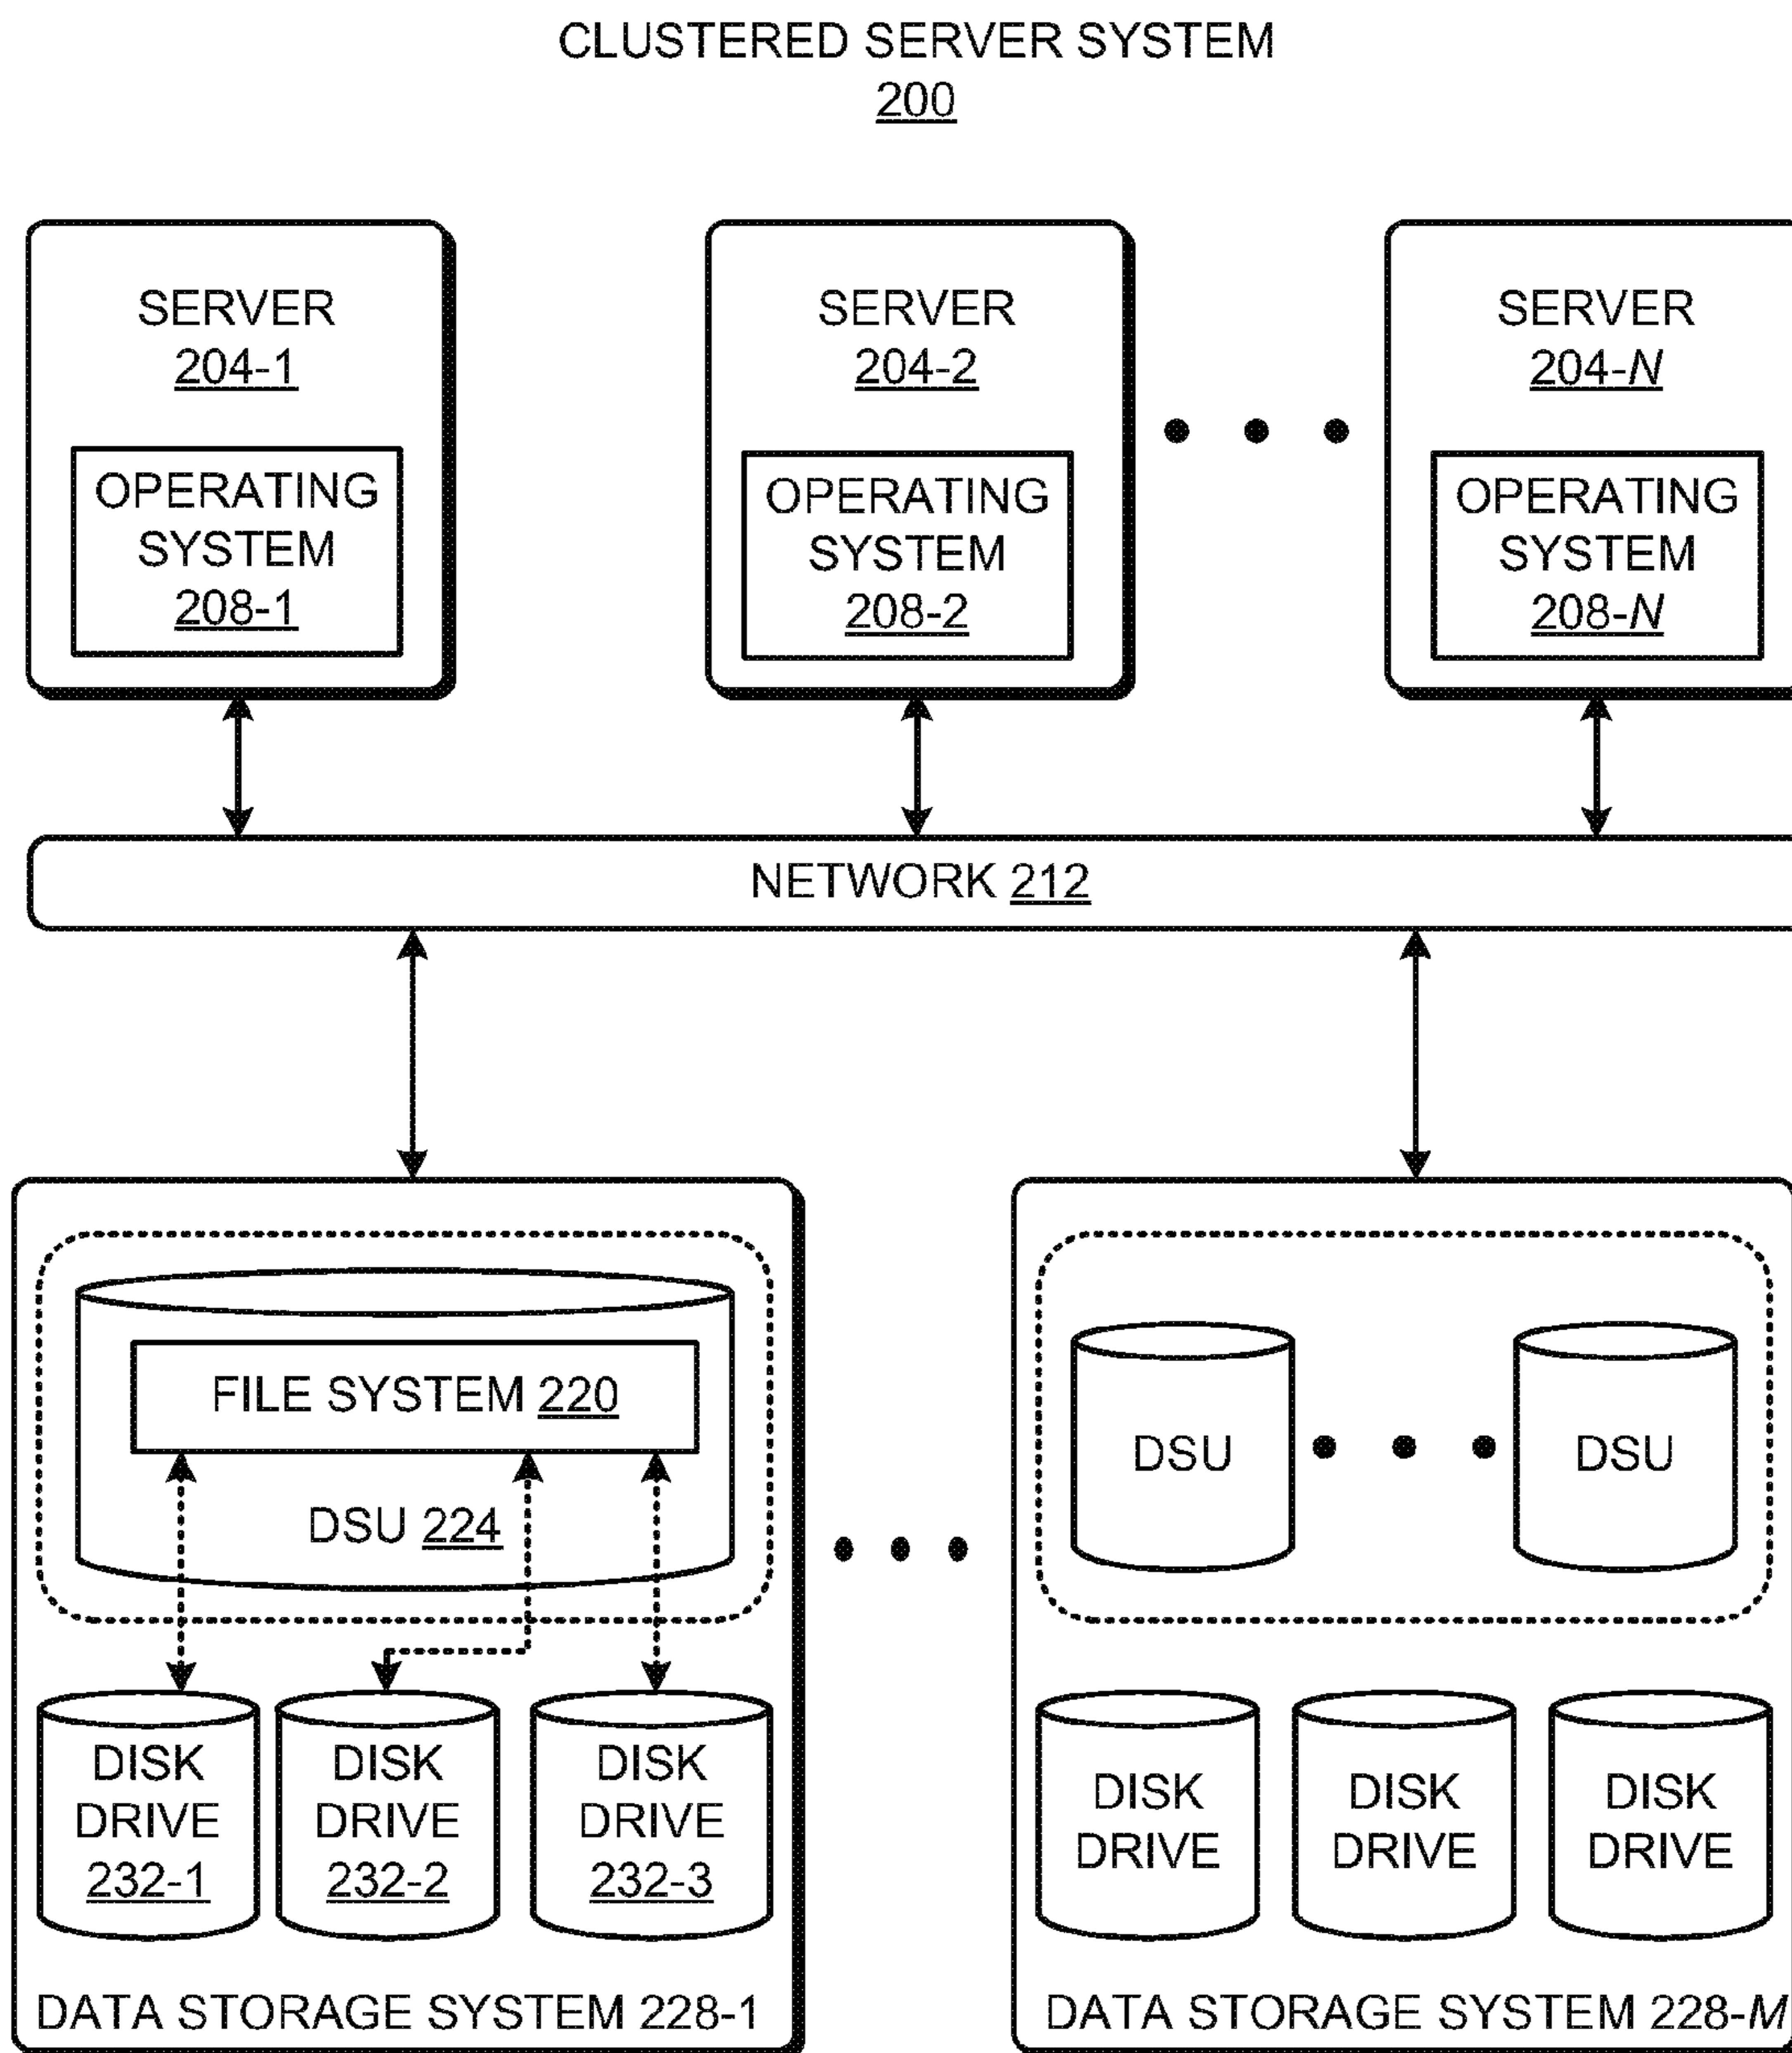 CLUSTERED SERVER SYSTEM
200
SERVER
204-1
OPERATING
SYSTEM
208-1
SERVER
204-2
OPERATING
SYSTEM
208-2
SERVER
204-N
OPERATING
SYSTEM
208-N
NETWORK 212
FILE SYSTEM 220
DSU 224
DISK
DRIVE
232-1
DISK
DRIVE
232-2
DISK
DRIVE
232-3
DATA STORAGE SYSTEM 228-1
DSU
DSU
DISK
DRIVE
DISK
DRIVE
DISK
DRIVE
DATA STORAGE SYSTEM 228-M